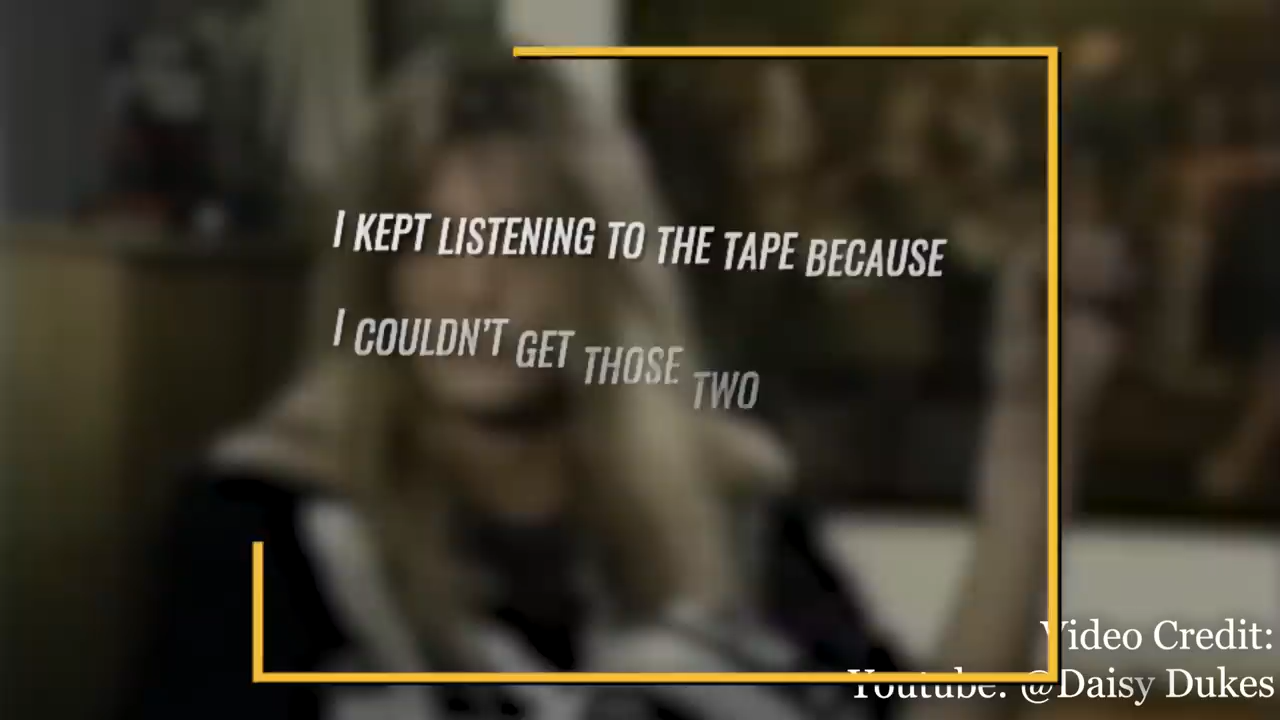 I KEPT LISTENING TO THE TAPE BECAUSE
I COULDN'T GET THOSE TWO
Video Credit:
Youtube: @Daisy Dukes